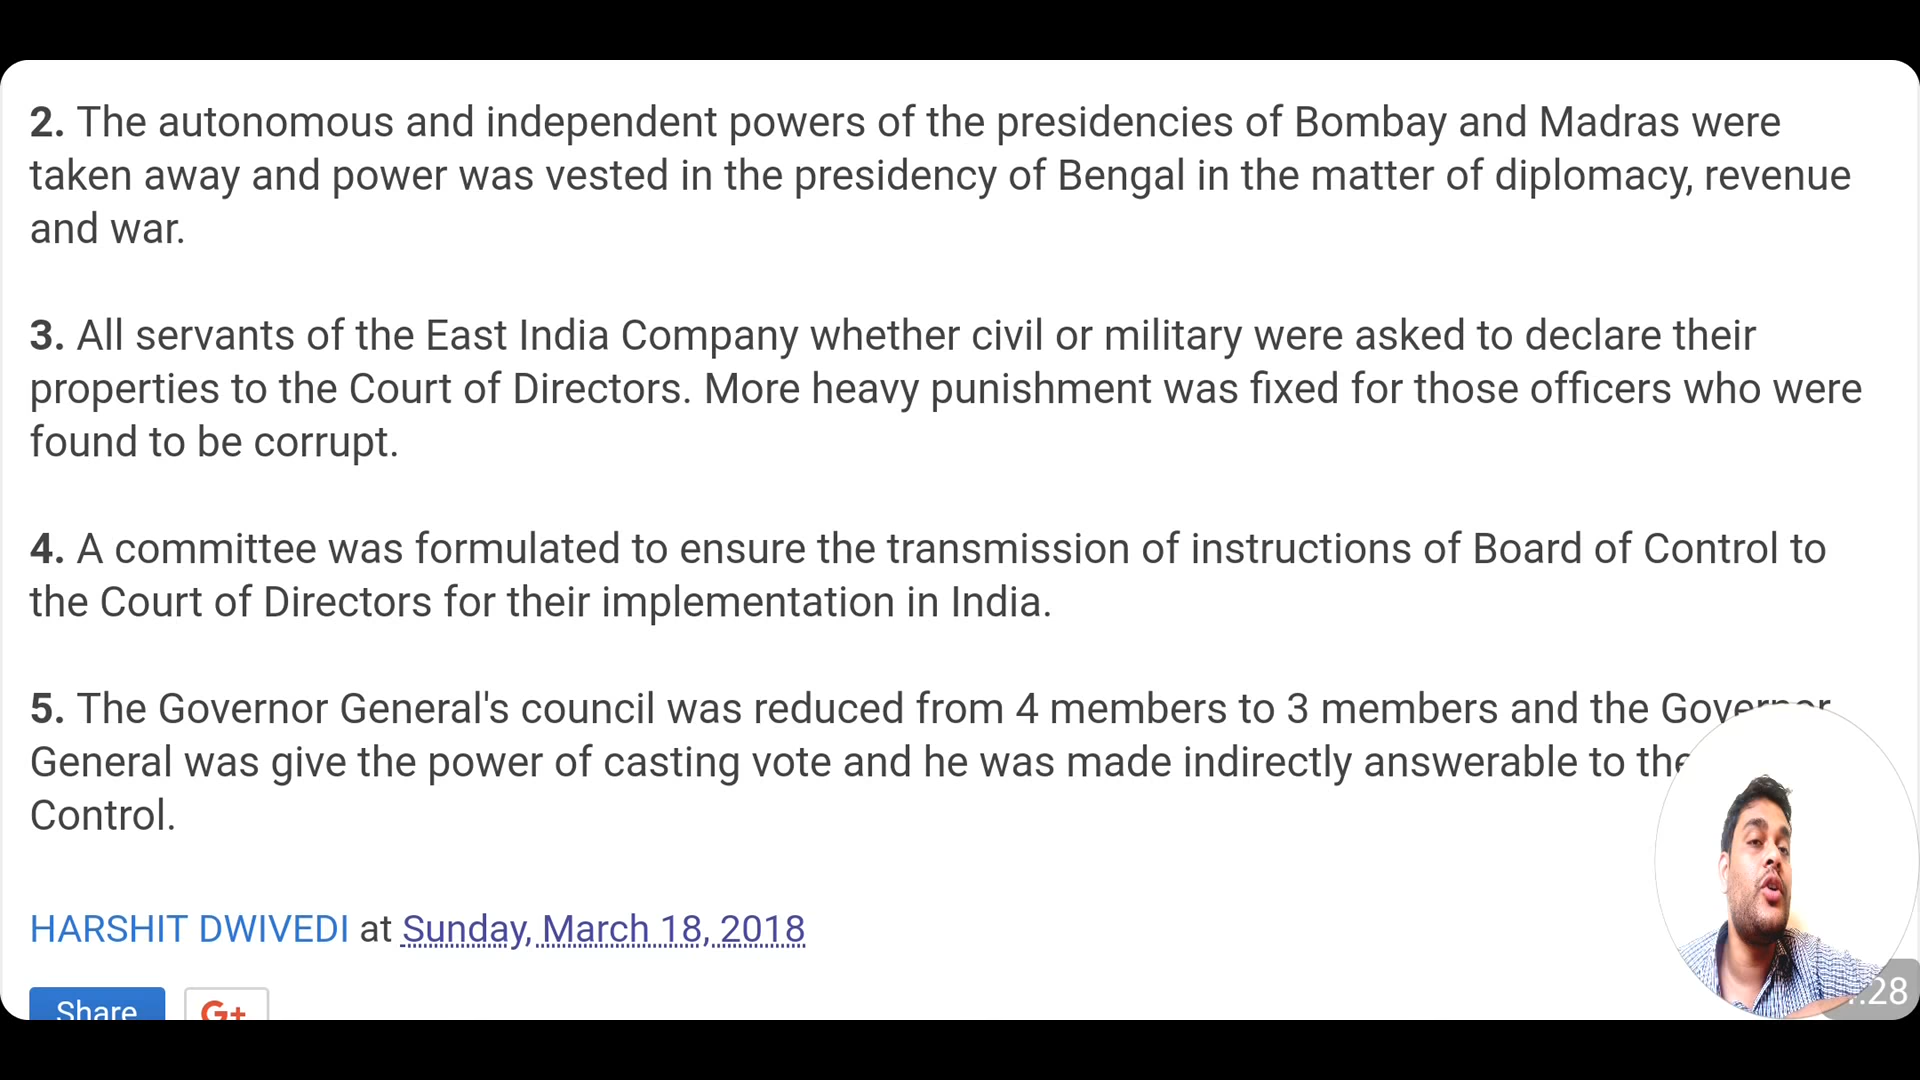 2. The autonomous and independent powers of the presidencies of Bombay and Madras were
taken away and power was vested in the presidency of Bengal in the matter of diplomacy, revenue
and war.
3. All servants of the East India Company whether civil or military were asked to declare their
properties to the Court of Directors. More heavy punishment was fixed for those officers who were
found to be corrupt.
4. A committee was formulated to ensure the transmission of instructions of Board of Control to
the Court of Directors for their implementation in India.
5. The Governor General's council was reduced from 4 members to 3 members and the Governor
General was give the power of casting vote and he was made indirectly answerable to the
Control.
HARSHIT DWIVEDI at Sunday, March 18, 2018
Share G+
:28